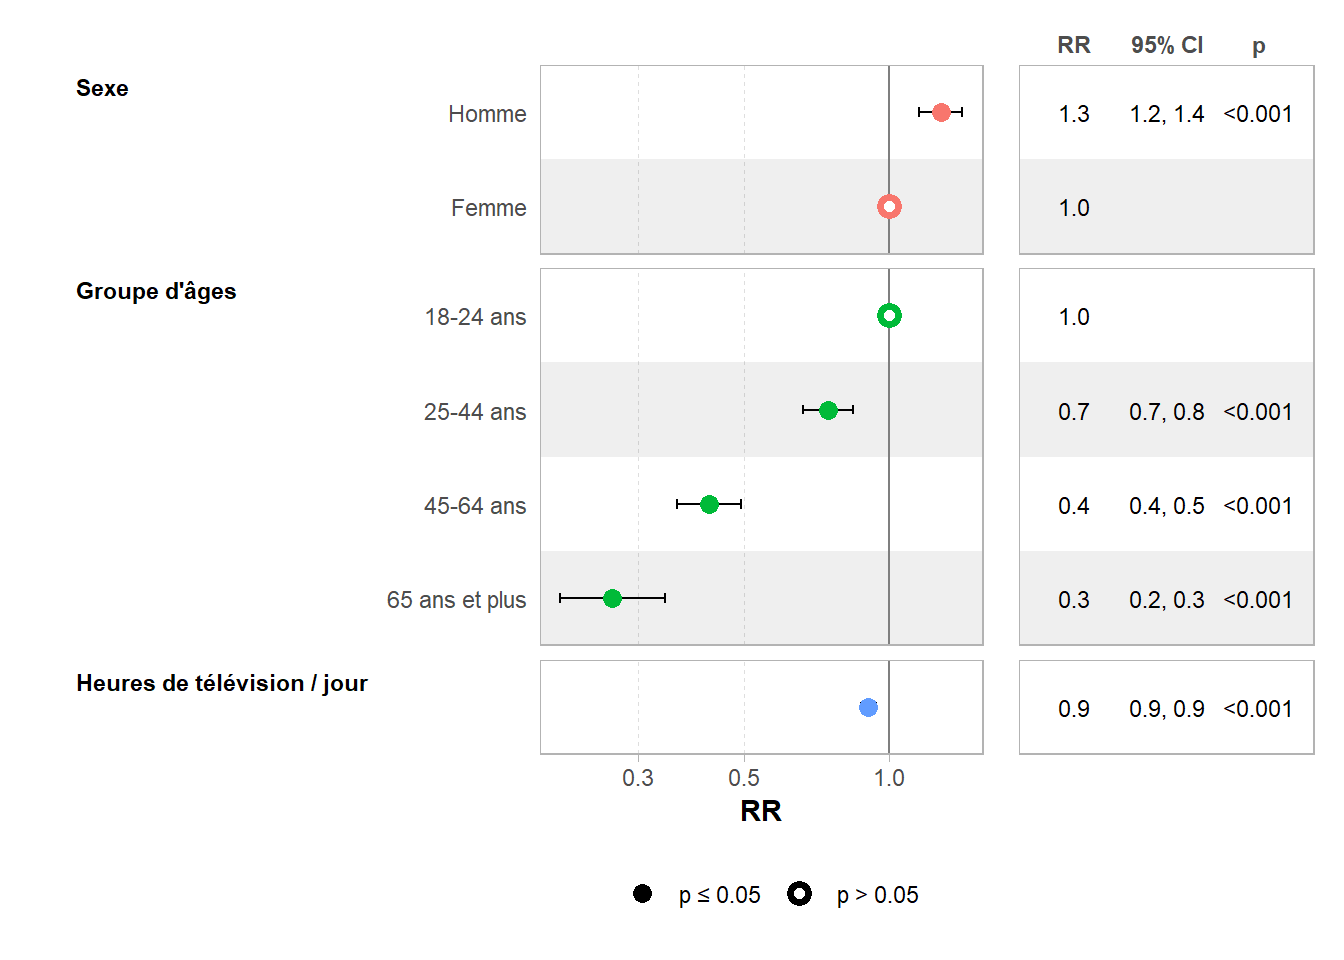 RR 95% CI p
Sexe
Homme 1.3 1.2, 1.4 <0.001
Femme 1.0
Groupe d'âges
18-24 ans 1.0
25-44 ans 0.7 0.7, 0.8 <0.001
45-64 ans 0.4 0.4, 0.5 <0.001
65 ans et plus 0.3 0.2, 0.3 <0.001
Heures de télévision / jour
0.9 0.9, 0.9 <0.001
0.3 0.5 1.0
RR
p ≤ 0.05 p > 0.05